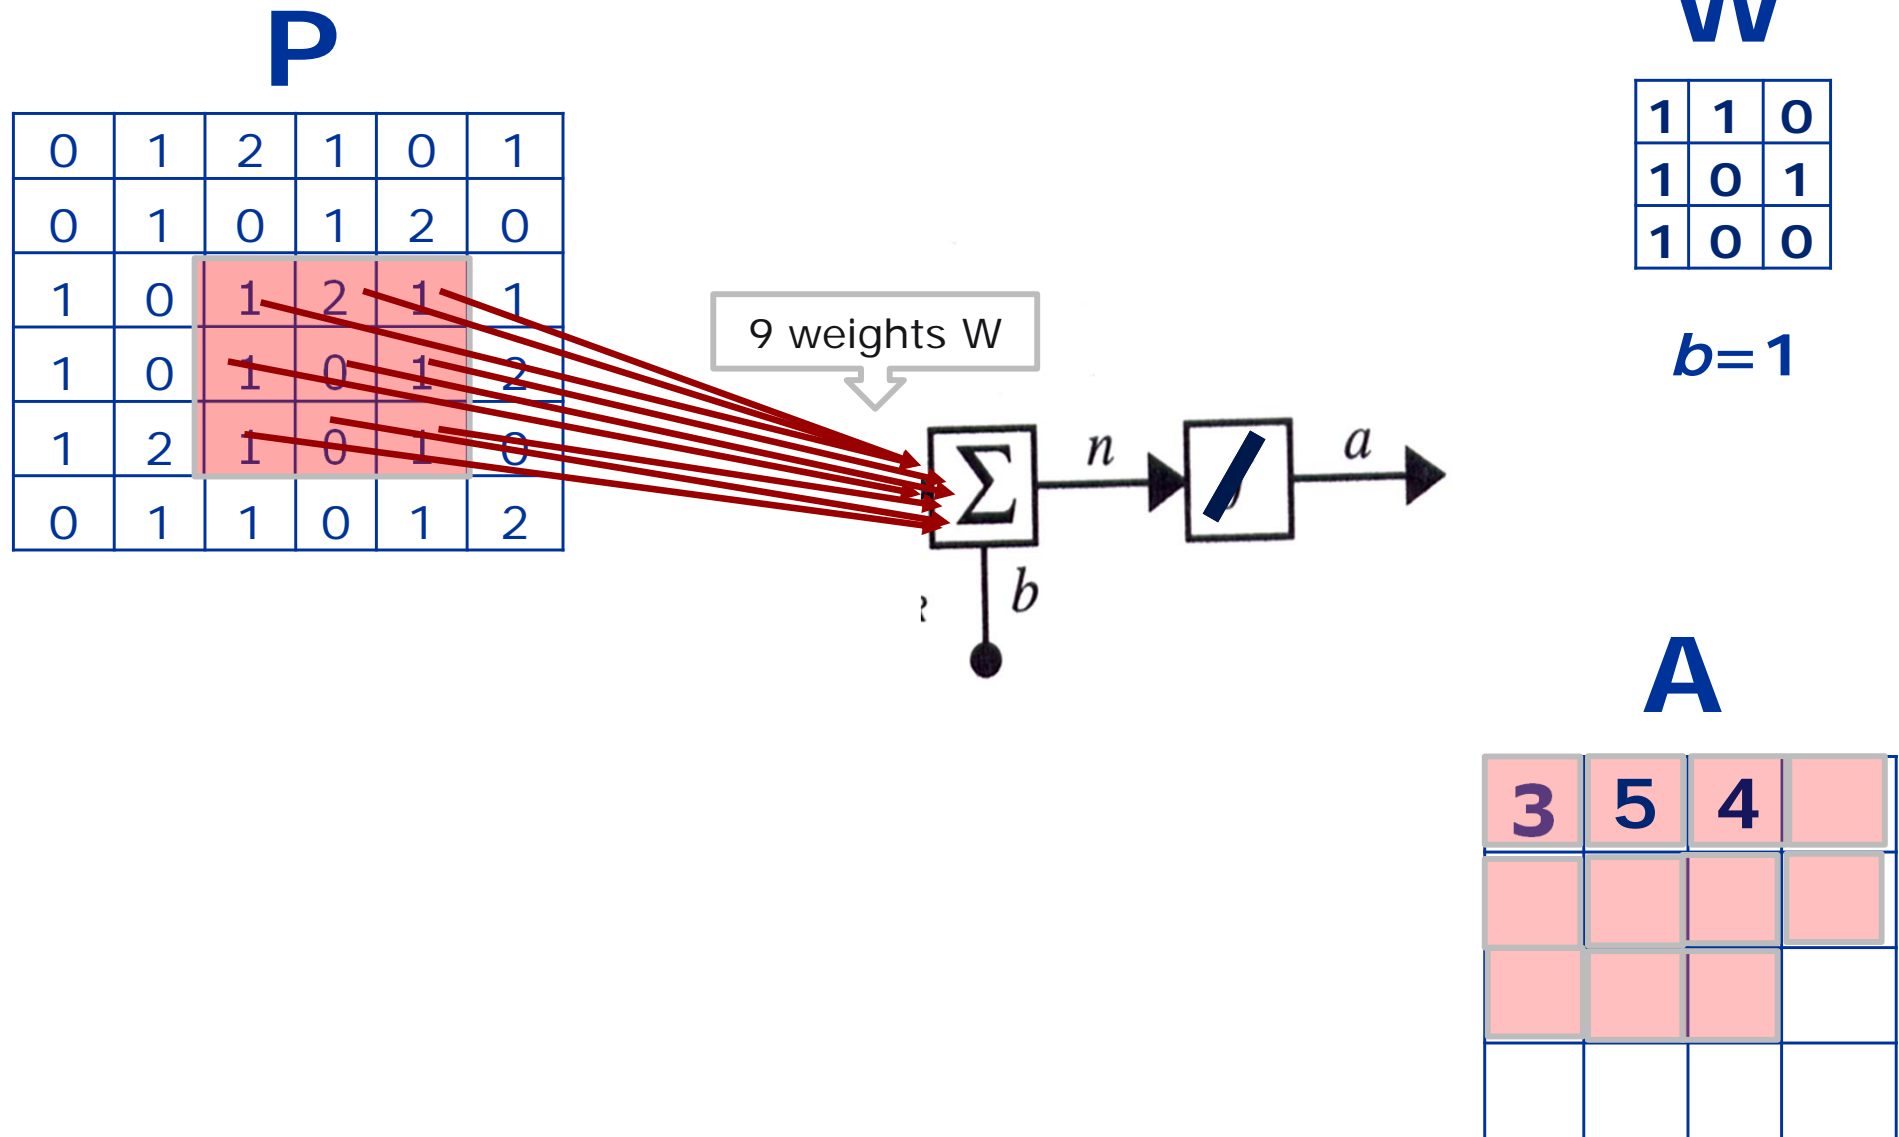 P
W
0 1 2 1 0 1
0 1 0 1 2 0
1 0 1 2 1 1
1 0 1 0 1 2
1 2 1 0 1 0
0 1 1 0 1 2
1 1 0
1 0 1
1 0 0
b=1
9 weights W
Σ
n
a
b
A
3 5 4